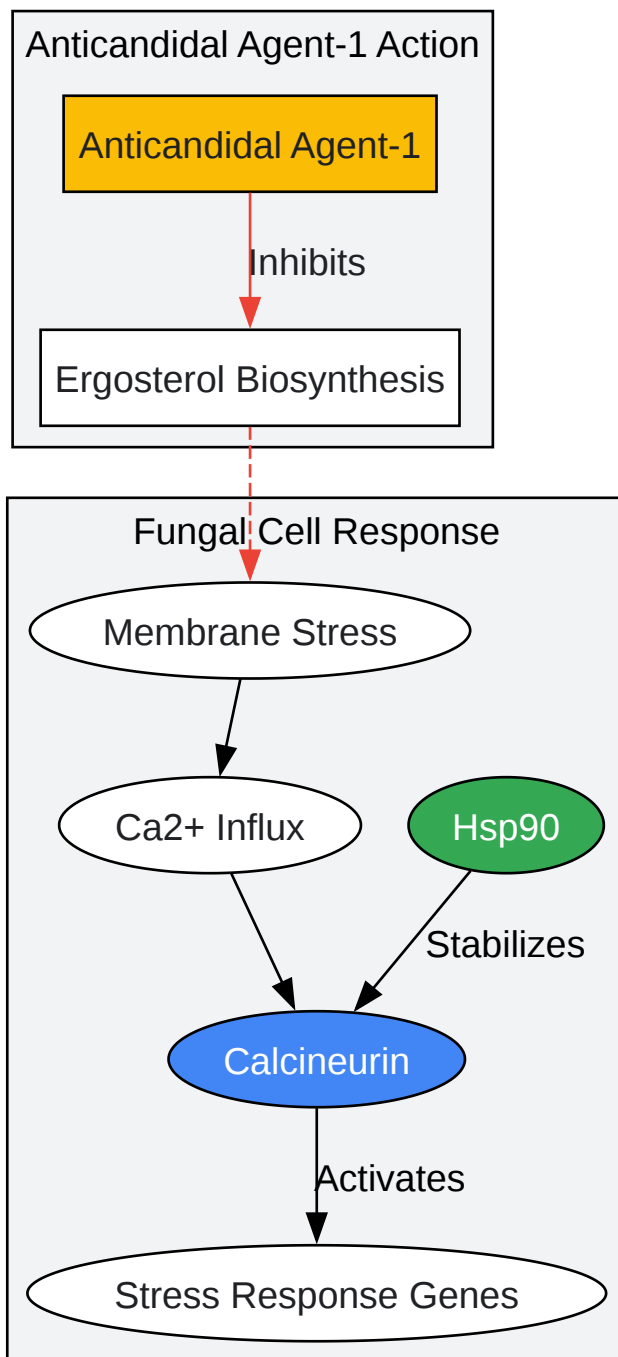 Anticandidal Agent-1 Action
Anticandidal Agent-1
Inhibits
Ergosterol Biosynthesis
Fungal Cell Response
Membrane Stress
Ca2+ Influx
Hsp90
Stabilizes
Calcineurin
Activates
Stress Response Genes